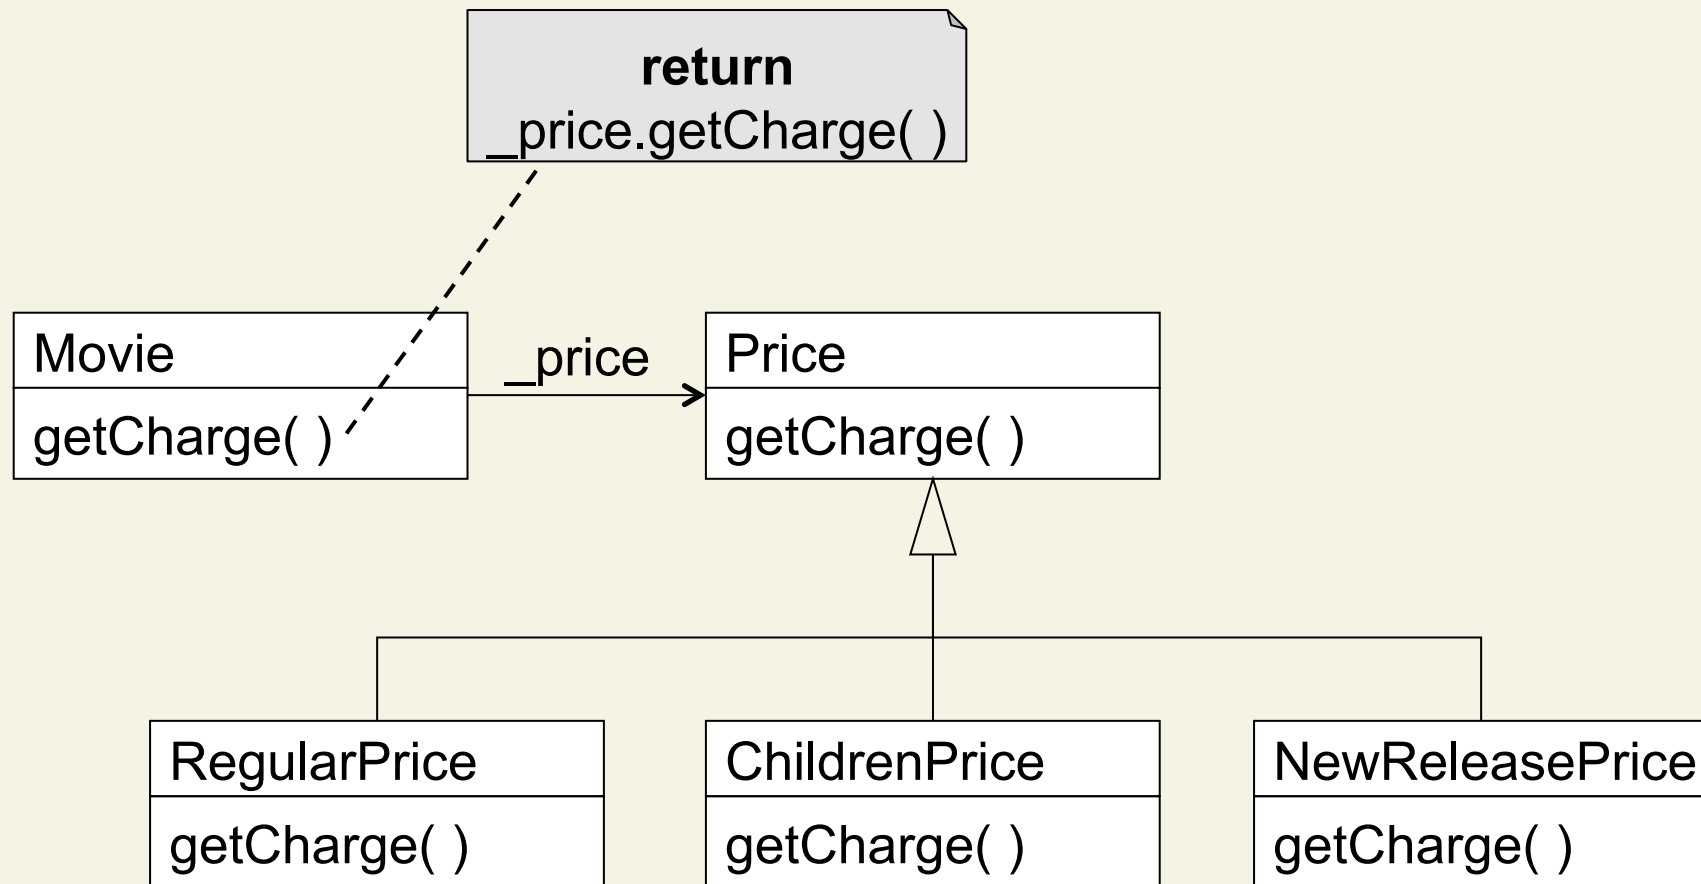 return
_price.getCharge( )
Movie
getCharge( )
_price
Price
getCharge( )
RegularPrice
getCharge( )
ChildrenPrice
getCharge( )
NewReleasePrice
getCharge( )